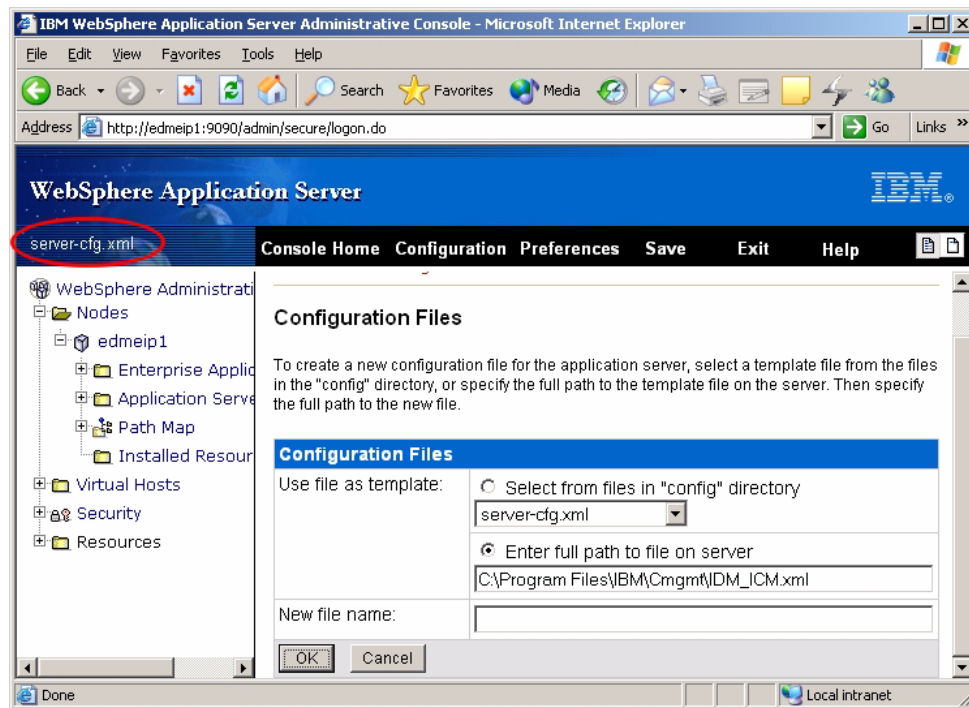 IBM WebSphere Application Server Administrative Console - Microsoft Internet Explorer
File Edit View Favorites Tools Help
Back Search Favorites Media
Address http://edmeip1:9090/admin/secure/logon.do Go Links »
WebSphere Application Server
IBM®
server-cfg.xml
Console Home Configuration Preferences Save Exit Help
WebSphere Administrati
Nodes
edmeip1
Enterprise Applic
Application Serve
Path Map
Installed Resour
Virtual Hosts
Security
Resources
Configuration Files
To create a new configuration file for the application server, select a template file from the files
in the "config" directory, or specify the full path to the template file on the server. Then specify
the full path to the new file.
Configuration Files
Use file as template:
Select from files in "config" directory
server-cfg.xml
Enter full path to file on server
C:\Program Files\IBM\Cmgmt\IDM_ICM.xml
New file name:
OK Cancel
Done Local intranet